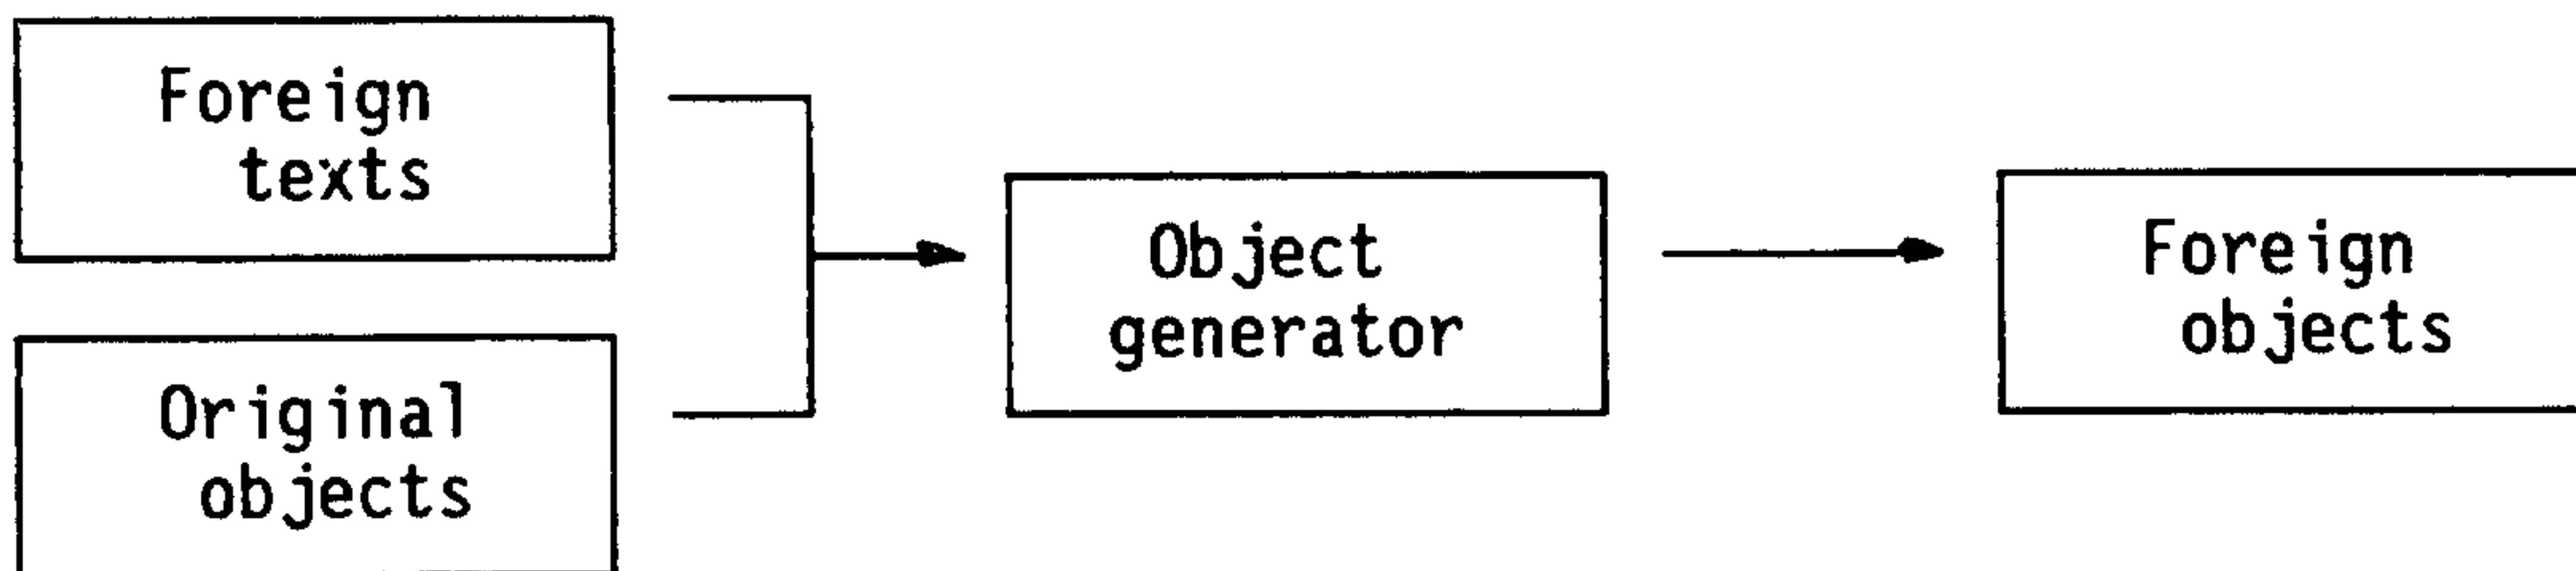 Foreign
texts
Original
objects
Object
generator
Foreign
objects